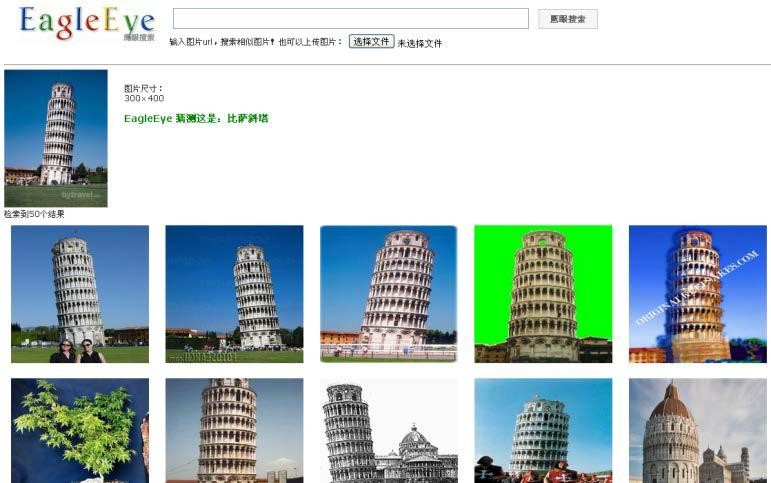 EagleEye
鹰眼搜索
鹰眼搜索
输入图片url，搜索相似图片！也可以上传图片：
选择文件
未选择文件
图片尺寸：
300×400
EagleEye 猜测这是：比萨斜塔
bytravel.cn
检索到50个结果